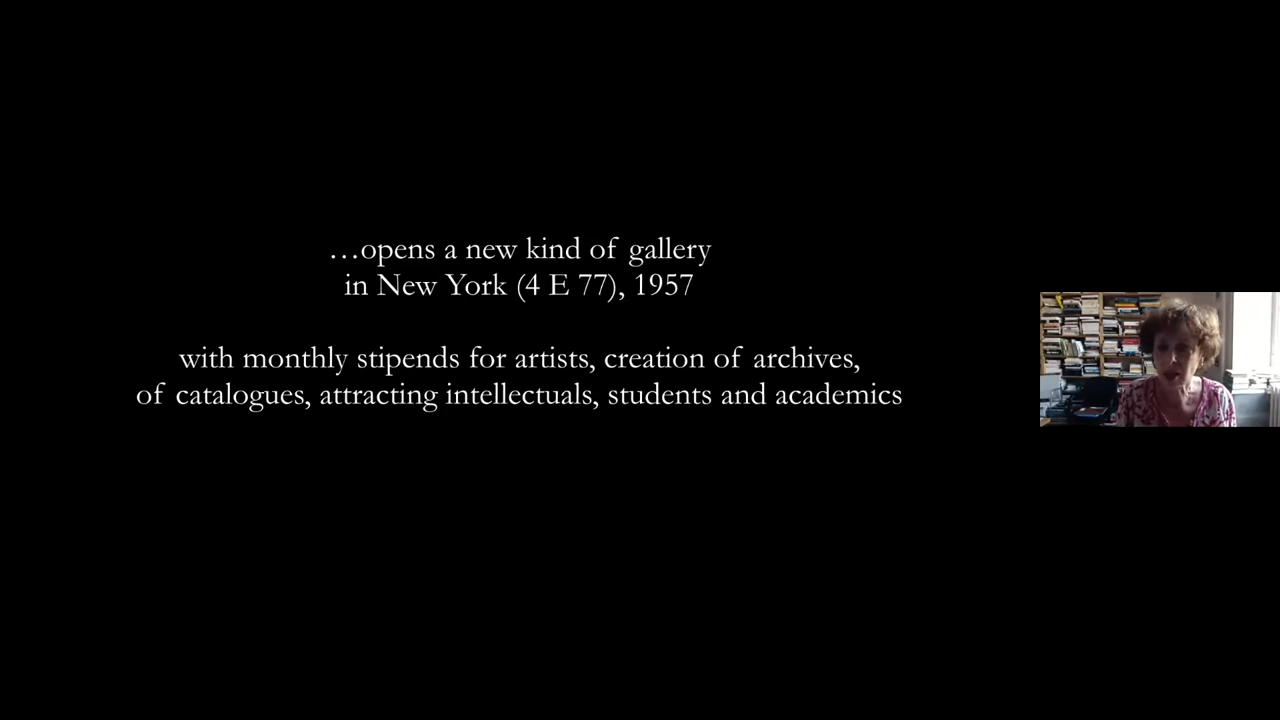 …opens a new kind of gallery
in New York (4 E 77), 1957
with monthly stipends for artists, creation of archives,
of catalogues, attracting intellectuals, students and academics